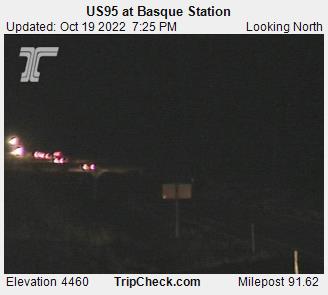 US95 at Basque Station
Updated: Oct 19 2022 7:25 PM Looking North
Elevation 4460 TripCheck.com Milepost 91.62